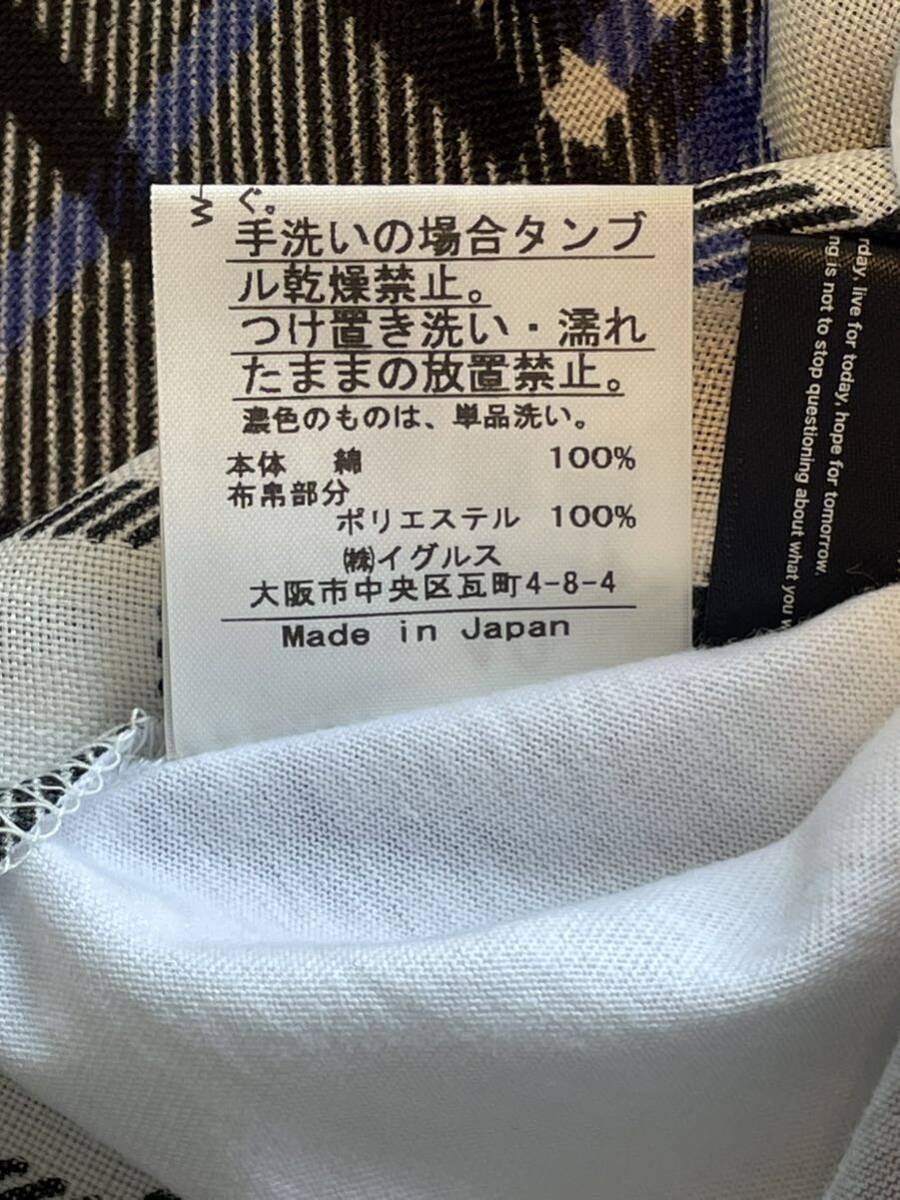 ぐ。
手洗いの場合タンブ
ル乾燥禁止。
つけ置き洗い・濡れ
たままの放置禁止。
濃色のものは、単品洗い。
本体 綿 100%
布帛部分
ポリエステル 100%
㈱イグルス
大阪市中央区瓦町4-8-4
Made in Japan
rday, live for today, hope for tomorrow.
ng is not to stop questioning about what you w